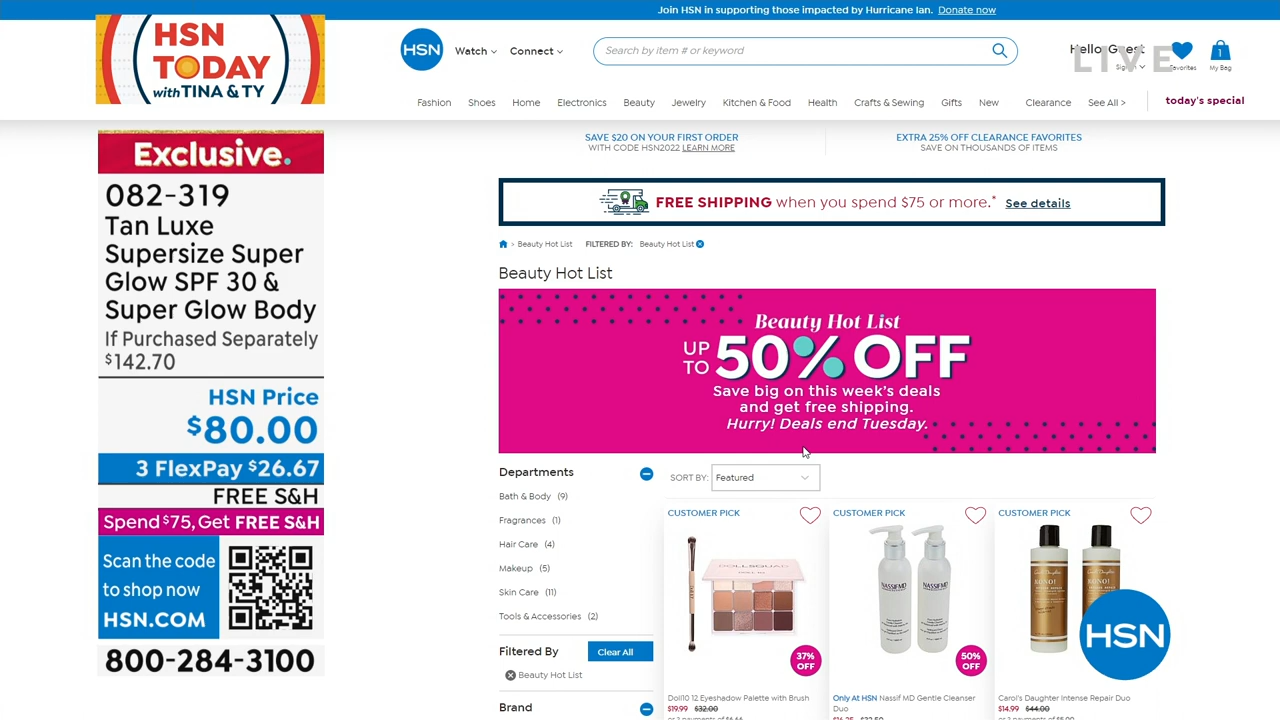 Join HSN in supporting those impacted by Hurricane Ian. Donate now
HSN
TODAY
with TINA & TY
HSN
Watch
Connect
Search by item # or keyword
Hello Guest
LIVE
Favorites
1
My Bag
Fashion Shoes Home Electronics Beauty Jewelry Kitchen & Food Health Crafts & Sewing Gifts New Clearance See All > today's special
SAVE $20 ON YOUR FIRST ORDER
WITH CODE HSN2022 LEARN MORE
EXTRA 25% OFF CLEARANCE FAVORITES
SAVE ON THOUSANDS OF ITEMS
Exclusive.
082-319
Tan Luxe
Supersize Super
Glow SPF 30 &
Super Glow Body
If Purchased Separately
$142.70
HSN Price
$80.00
3 FlexPay $26.67
FREE S&H
Spend $75, Get FREE S&H
Scan the code
to shop now
HSN.COM
800-284-3100
FREE SHIPPING when you spend $75 or more.* See details
> Beauty Hot List FILTERED BY: Beauty Hot List
Beauty Hot List
Beauty Hot List
UP TO 50% OFF
Save big on this week's deals
and get free shipping.
Hurry! Deals end Tuesday.
Departments
Bath & Body (9)
Fragrances (1)
Hair Care (4)
Makeup (5)
Skin Care (11)
Tools & Accessories (2)
Filtered By Clear All
Beauty Hot List
Brand
SORT BY: Featured
CUSTOMER PICK
DOLLSQUAD
37%
OFF
Doll10 12 Eyeshadow Palette with Brush
$19.99 $32.00
CUSTOMER PICK
NASSIFMD
NASSIFMD
50%
OFF
Only At HSN Nassif MD Gentle Cleanser
Duo
CUSTOMER PICK
HSN
Carol's Daughter Intense Repair Duo
$14.99 $44.00